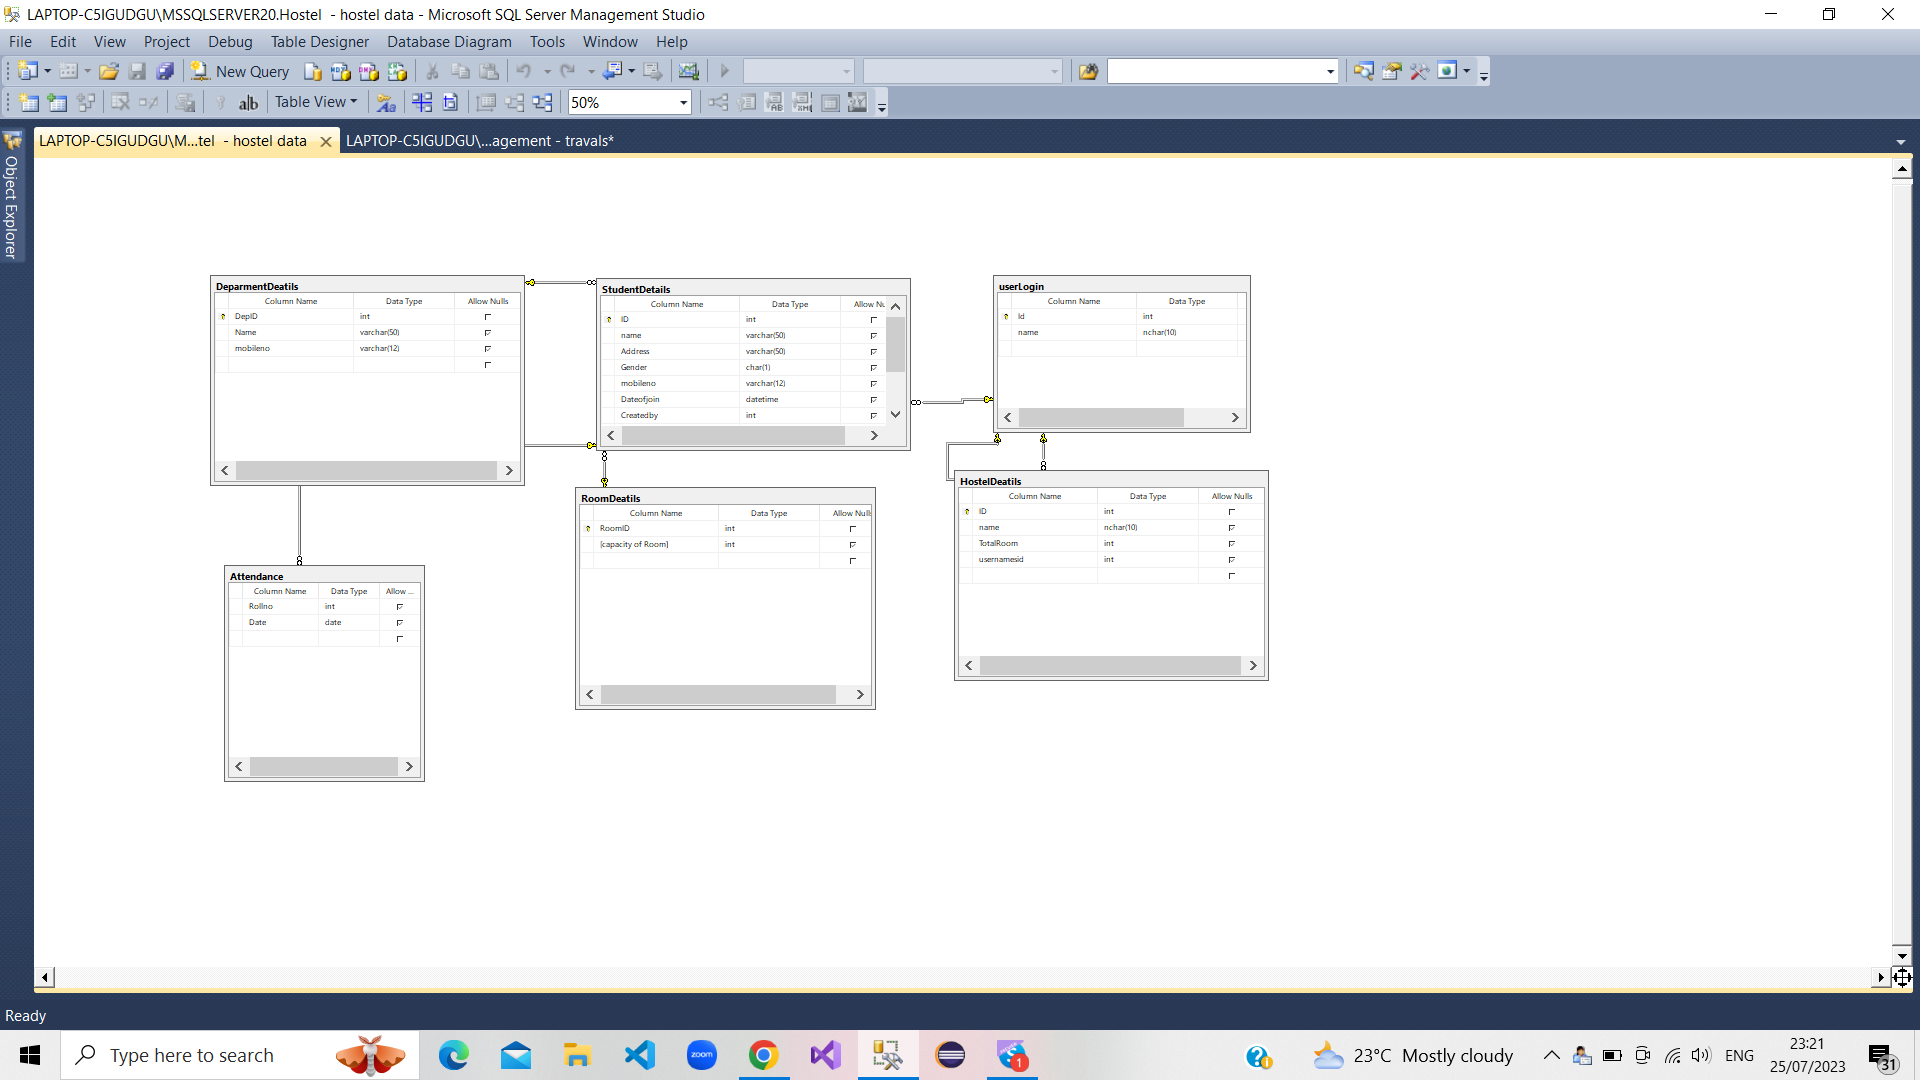 LAPTOP-C5IGUDGU\MSSQLSERVER20.Hostel - hostel data - Microsoft SQL Server Management Studio
File Edit View Project Debug Table Designer Database Diagram Tools Window Help
New Query
Table View 50%
Object Explorer
LAPTOP-C5IGUDGU\M...tel - hostel data
LAPTOP-C5IGUDGU\...agement - travals*
DeparmentDeatils
Column Name Data Type Allow Nulls
DepID int
Name varchar(50)
mobileno varchar(12)
StudentDetails
Column Name Data Type Allow Nu
ID int
name varchar(50)
Address varchar(50)
Gender char(1)
mobileno varchar(12)
Dateofjoin datetime
Createdby int
userLogin
Column Name Data Type
Id int
name nchar(10)
Attendance
Column Name Data Type Allow ...
Rollno int
Date date
RoomDeatils
Column Name Data Type Allow Null
RoomID int
[capacity of Room] int
HostelDeatils
Column Name Data Type Allow Nulls
ID int
name nchar(10)
TotalRoom int
usernamesid int
Ready
Type here to search
zoom
1
23°C Mostly cloudy
ENG
23:21
25/07/2023
31